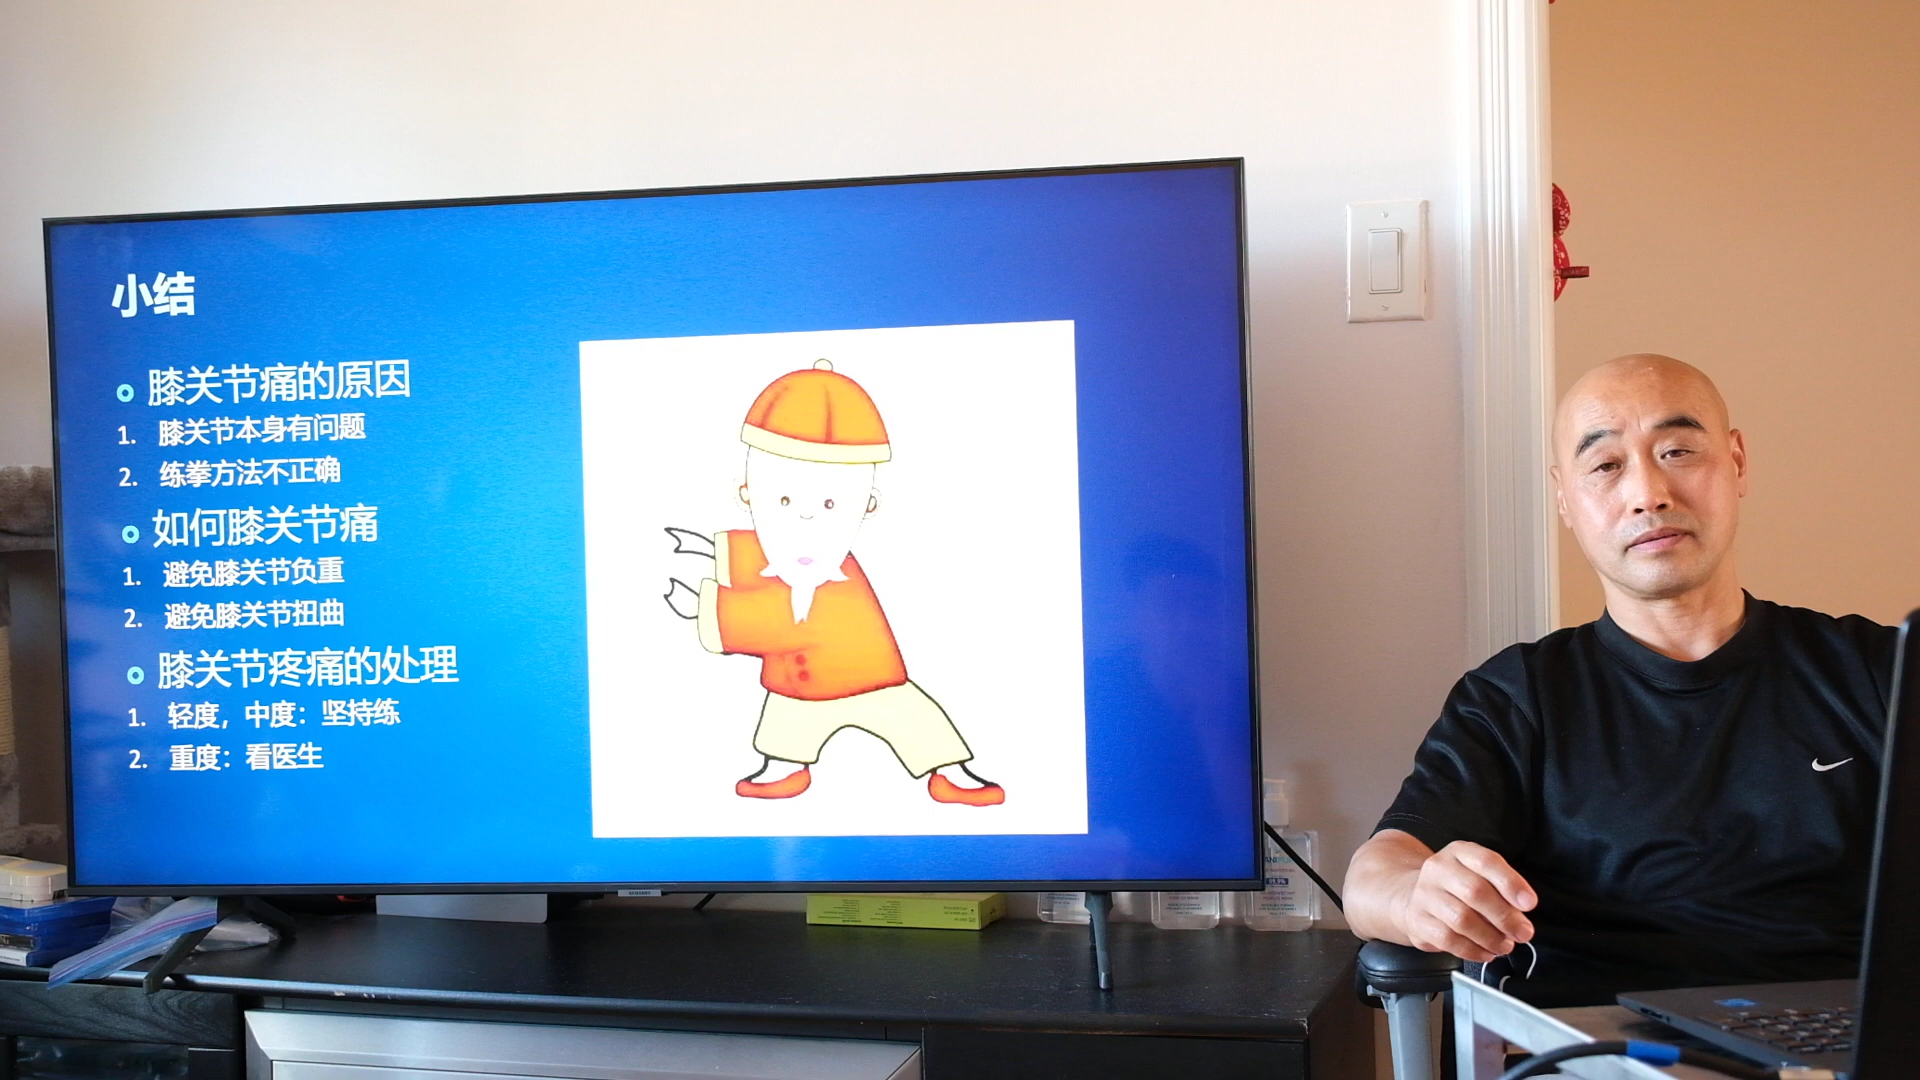 小结
膝关节痛的原因
1. 膝关节本身有问题
2. 练拳方法不正确
如何膝关节痛
1. 避免膝关节负重
2. 避免膝关节扭曲
膝关节疼痛的处理
1. 轻度，中度：坚持练
2. 重度：看医生
SAMSUNG